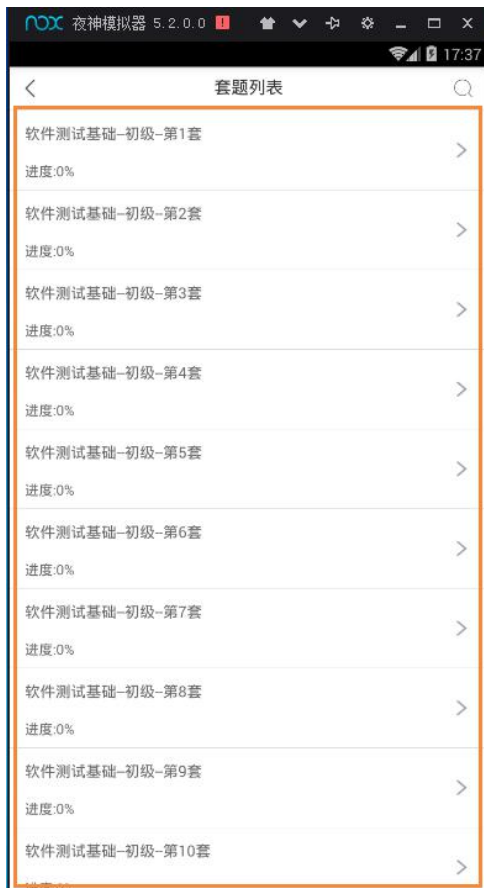 nox 夜神模拟器 5.2.0.0
17:37
套题列表
软件测试基础--初级--第1套
进度:0%
软件测试基础--初级--第2套
进度:0%
软件测试基础--初级--第3套
进度:0%
软件测试基础--初级--第4套
进度:0%
软件测试基础--初级--第5套
进度:0%
软件测试基础--初级--第6套
进度:0%
软件测试基础--初级--第7套
进度:0%
软件测试基础--初级--第8套
进度:0%
软件测试基础--初级--第9套
进度:0%
软件测试基础--初级--第10套